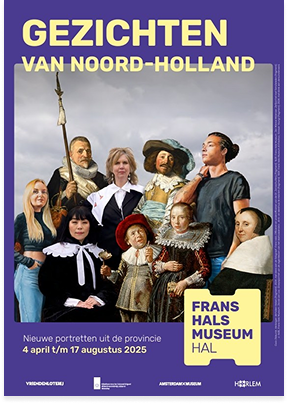 GEZICHTEN
VAN NOORD-HOLLAND
Nieuwe portretten uit de provincie
4 april t/m 17 augustus 2025
FRANS
HALS
MUSEUM
HAL
VRIENDENLOTERIJ
AMSTERDAM MUSEUM
HAARLEM